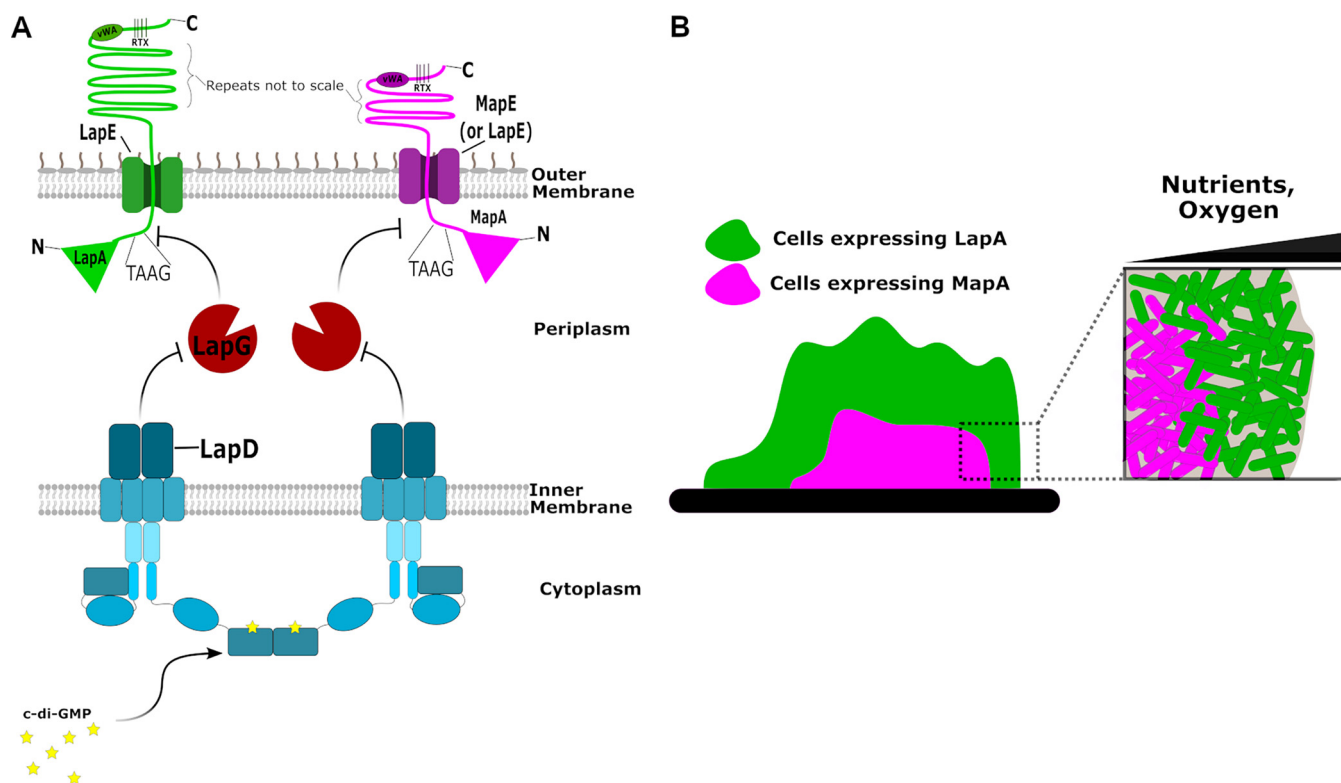 A
vWA
C
RTX
Repeats not to scale
vWA
C
RTX
LapE
MapE
(or LapE)
Outer
Membrane
N
LapA
TAAG
MapA
N
TAAG
LapG
Periplasm
LapD
Inner
Membrane
Cytoplasm
c-di-GMP
B
Nutrients,
Oxygen
Cells expressing LapA
Cells expressing MapA